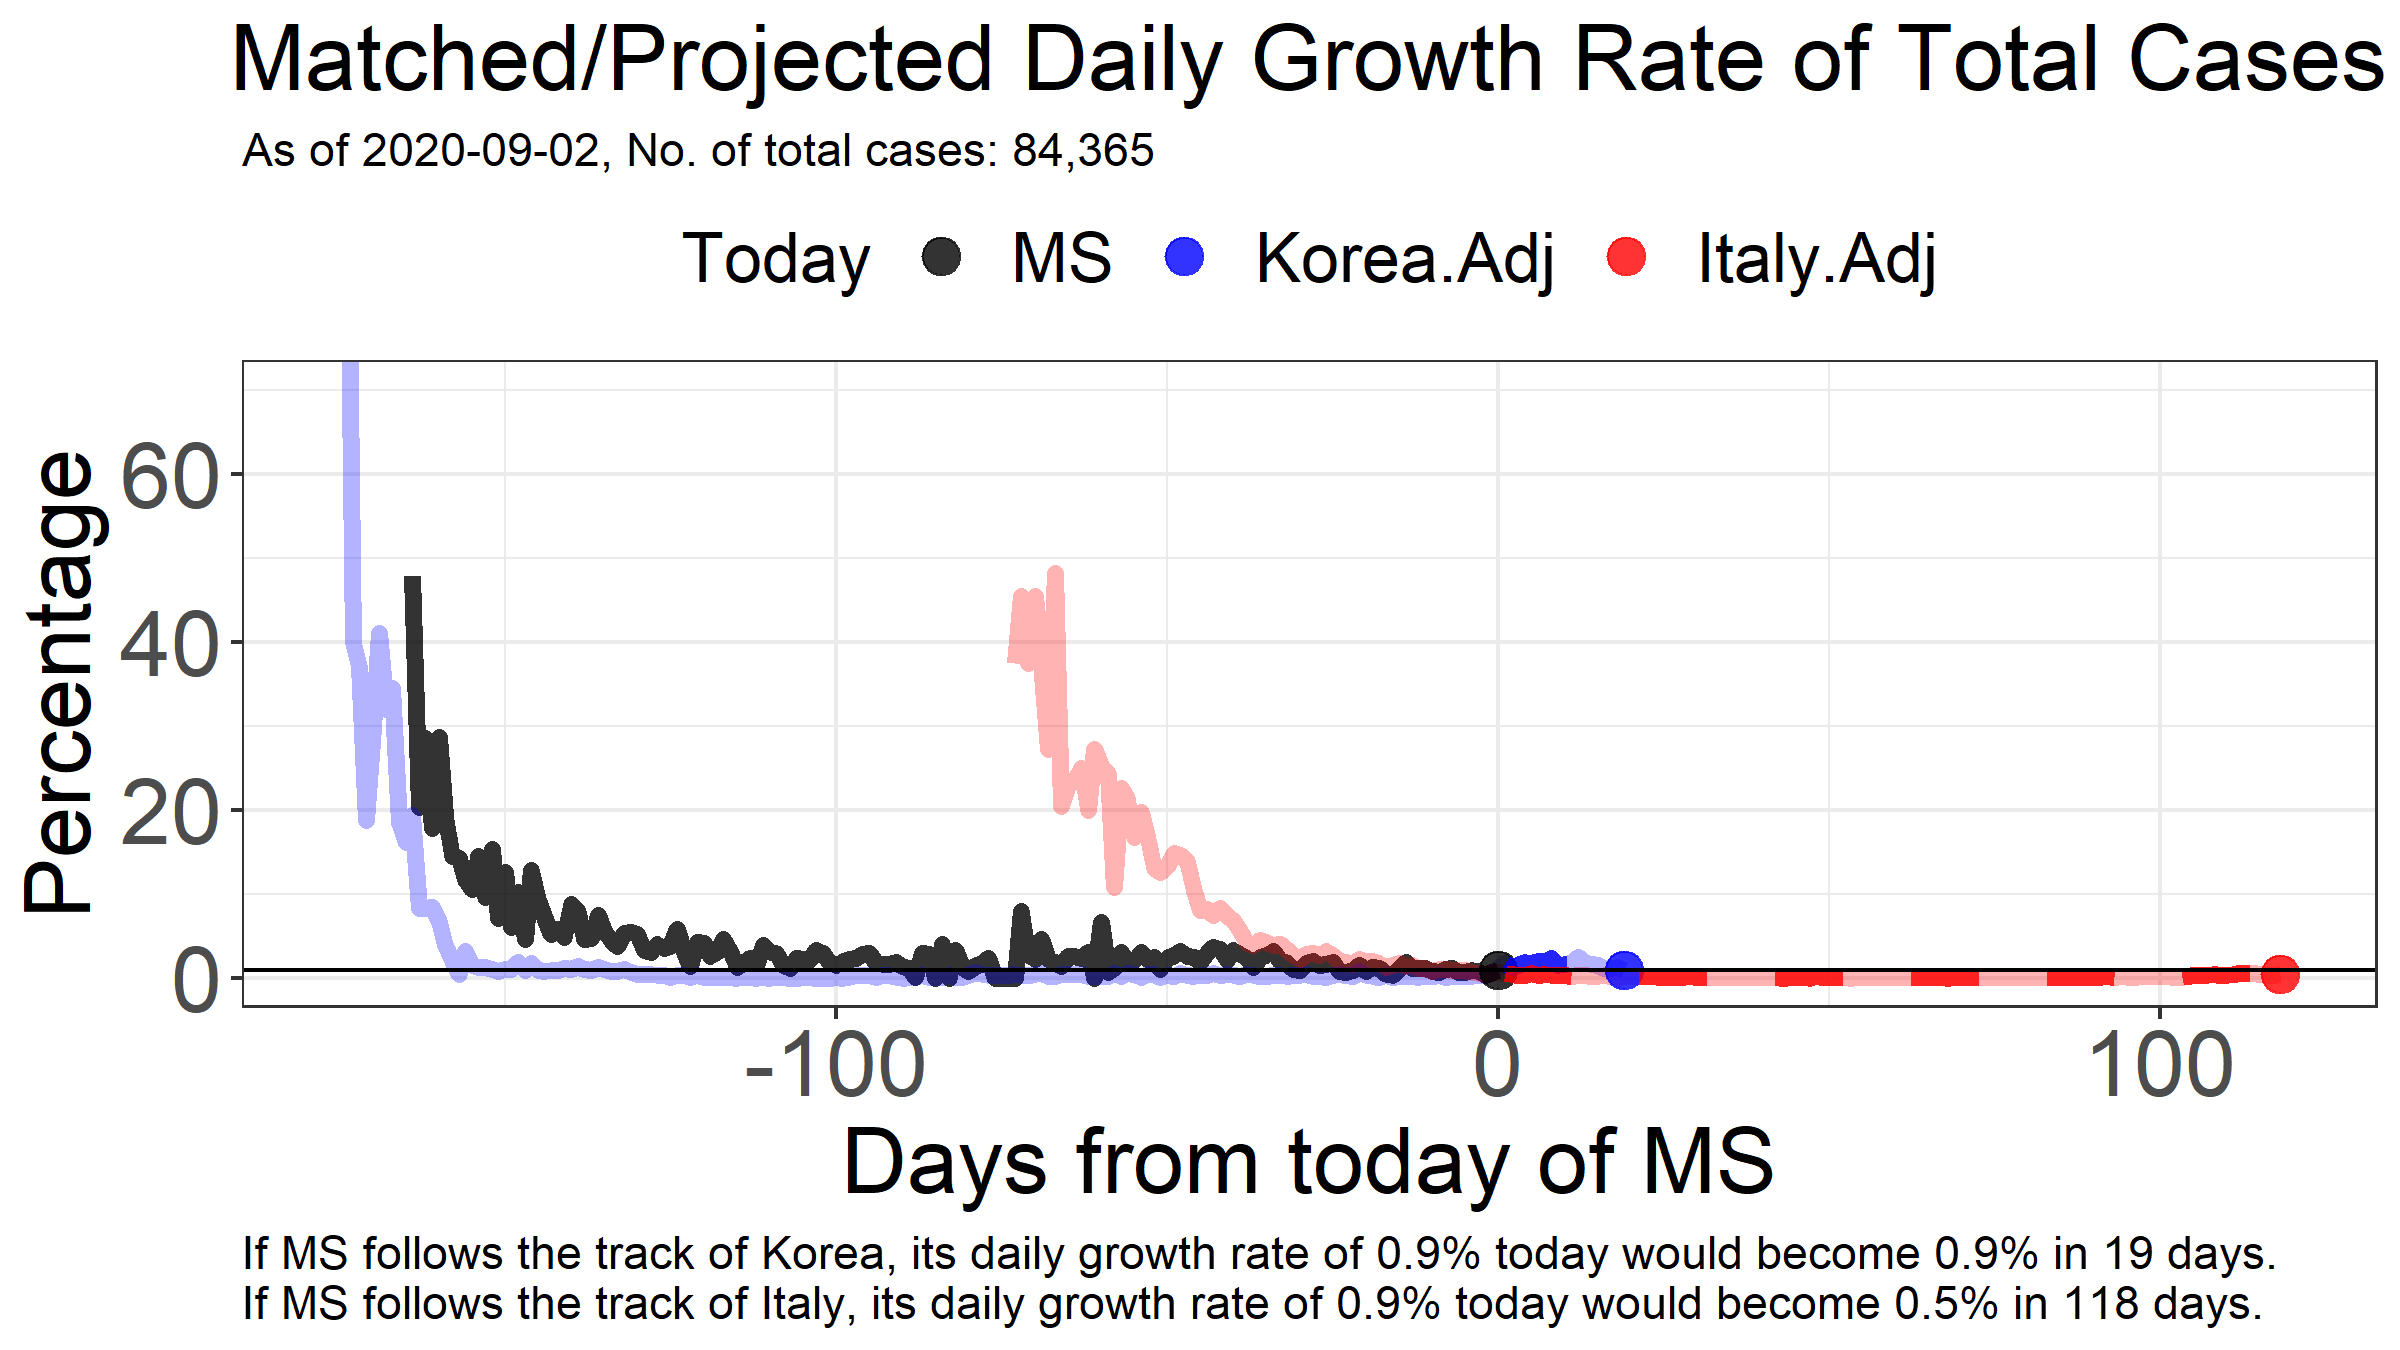 Matched/Projected Daily Growth Rate of Total Cases
As of 2020-09-02, No. of total cases: 84,365
Today MS Korea.Adj Italy.Adj
Percentage
60
40
20
0
-100 0 100
Days from today of MS
If MS follows the track of Korea, its daily growth rate of 0.9% today would become 0.9% in 19 days.
If MS follows the track of Italy, its daily growth rate of 0.9% today would become 0.5% in 118 days.